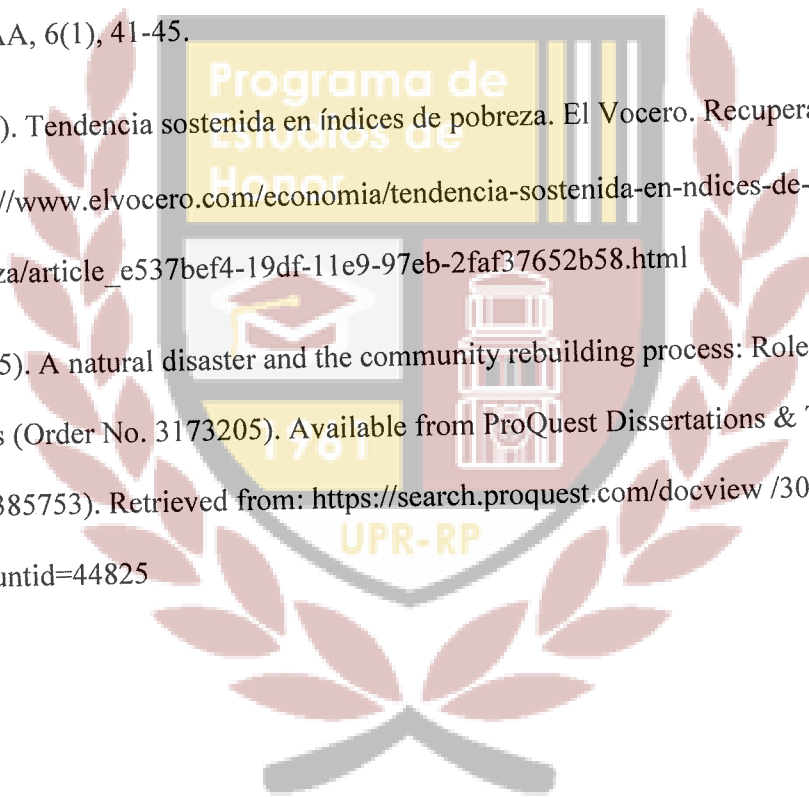 AA, 6(1), 41-45.
Programa de
Estudios de
Honor
). Tendencia sostenida en índices de pobreza. El Vocero. Recupera
//www.elvocero.com/economia/tendencia-sostenida-en-ndices-de-
za/article_e537bef4-19df-11e9-97eb-2faf37652b58.html
5). A natural disaster and the community rebuilding process: Role
s (Order No. 3173205). Available from ProQuest Dissertations & T
1961
385753). Retrieved from: https://search.proquest.com/docview /30
UPR-RP
untid=44825